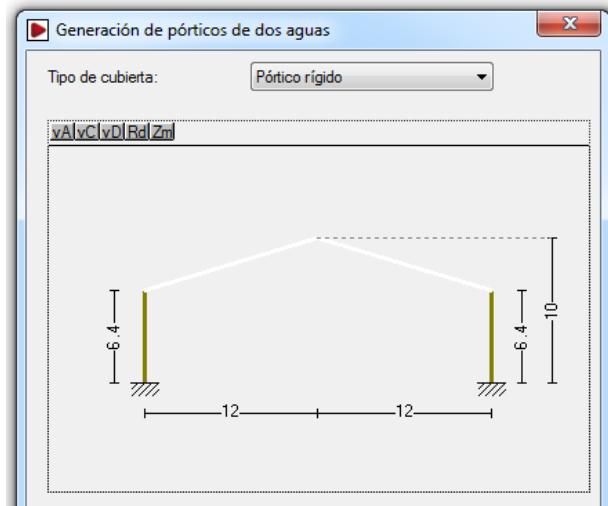 Generación de pórticos de dos aguas
Tipo de cubierta: Pórtico rígido
vA vC vD Rd Zm
6.4
6.4
10
12
12